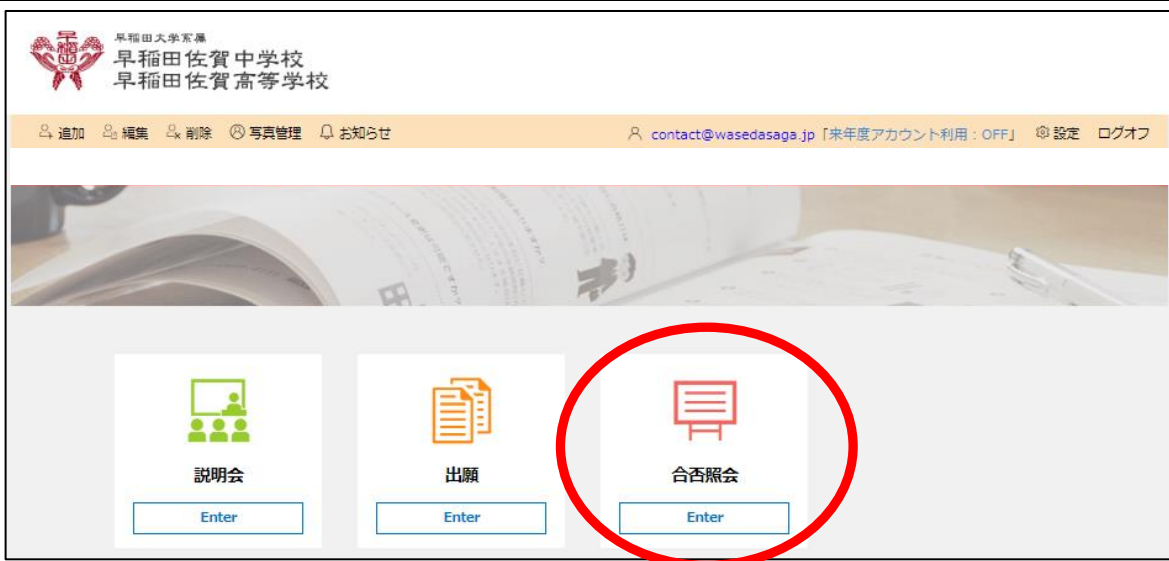 早稲田大学系属
早稲田佐賀中学校
早稲田佐賀高等学校
追加 編集 削除 写真管理 お知らせ contact@wasedasaga.jp「来年度アカウント利用：OFF」 設定 ログオフ
説明会 出願 合否照会
Enter Enter Enter